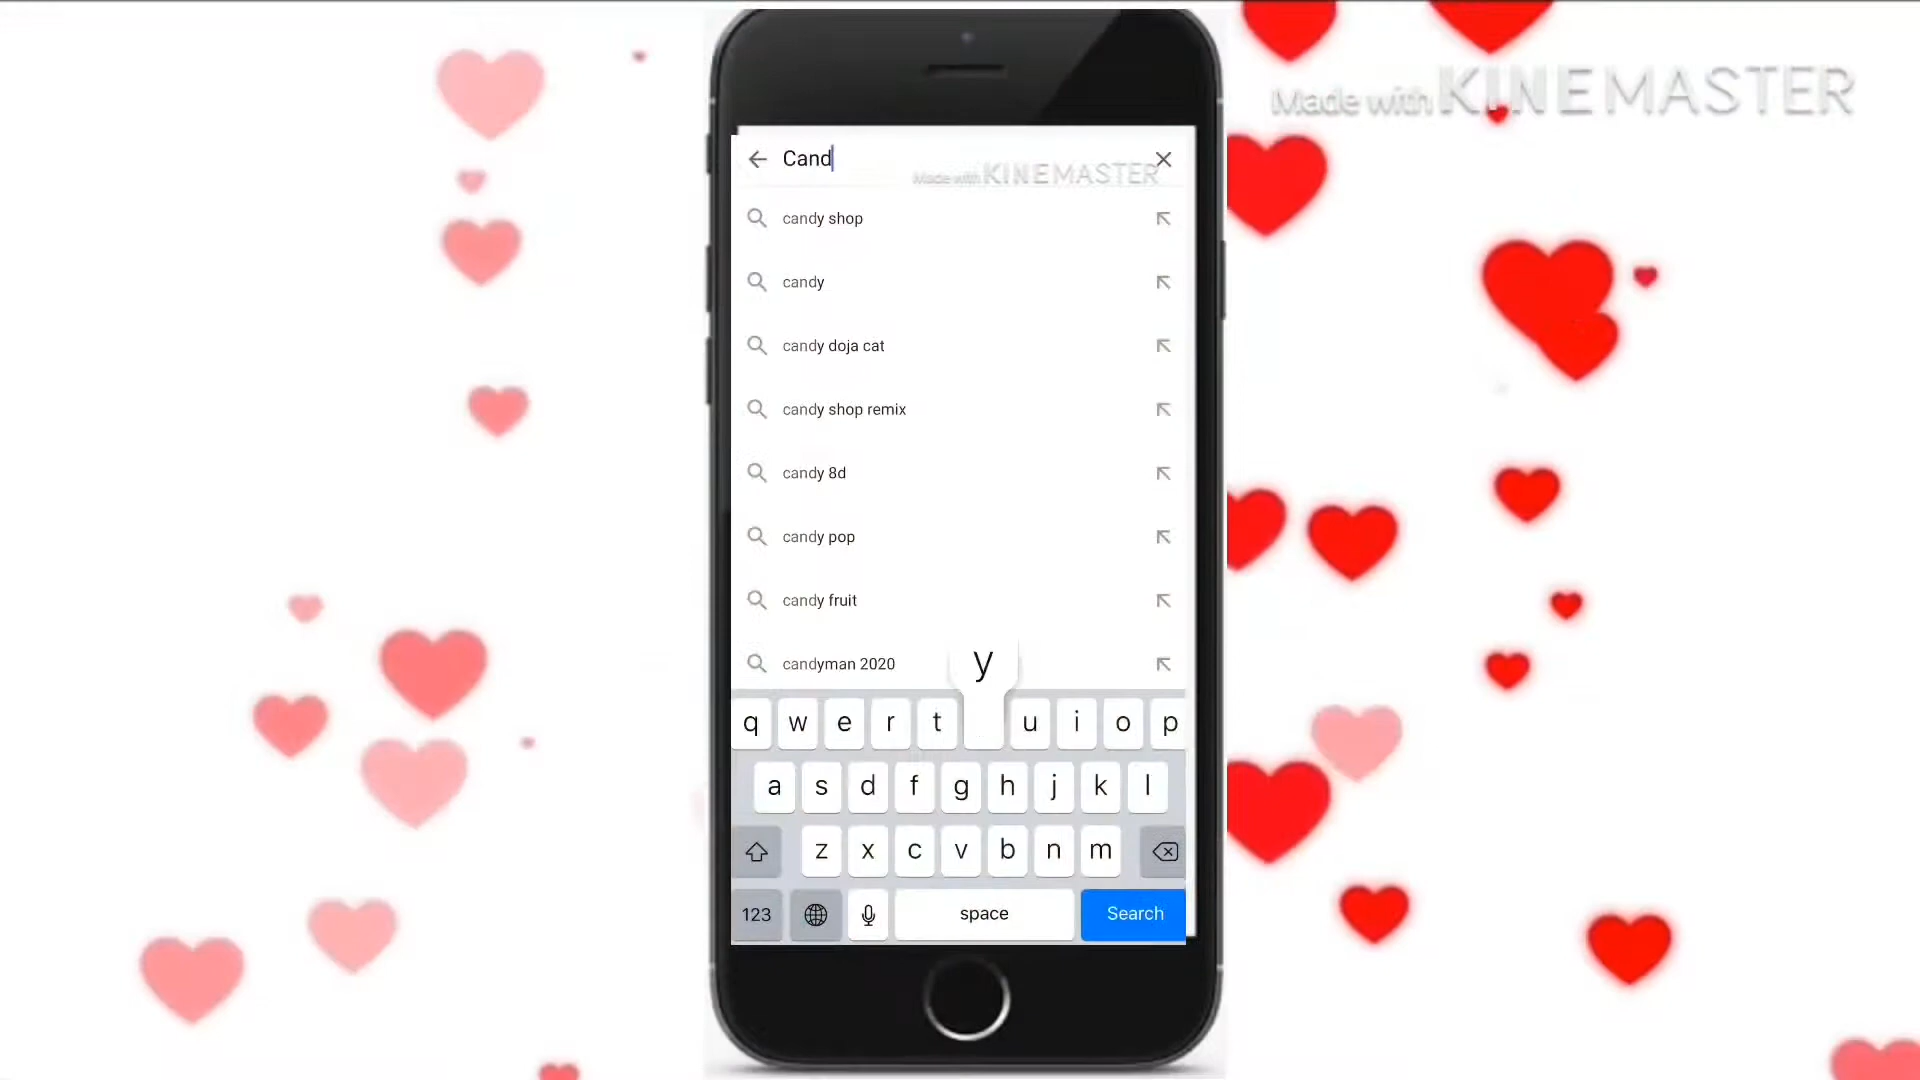 Made with KINEMASTER
Cand
Made with KINEMASTER
candy shop
candy
candy doja cat
candy shop remix
candy 8d
candy pop
candy fruit
candyman 2020
y
q w e r t u i o p
a s d f g h j k l
z x c v b n m
123 space Search